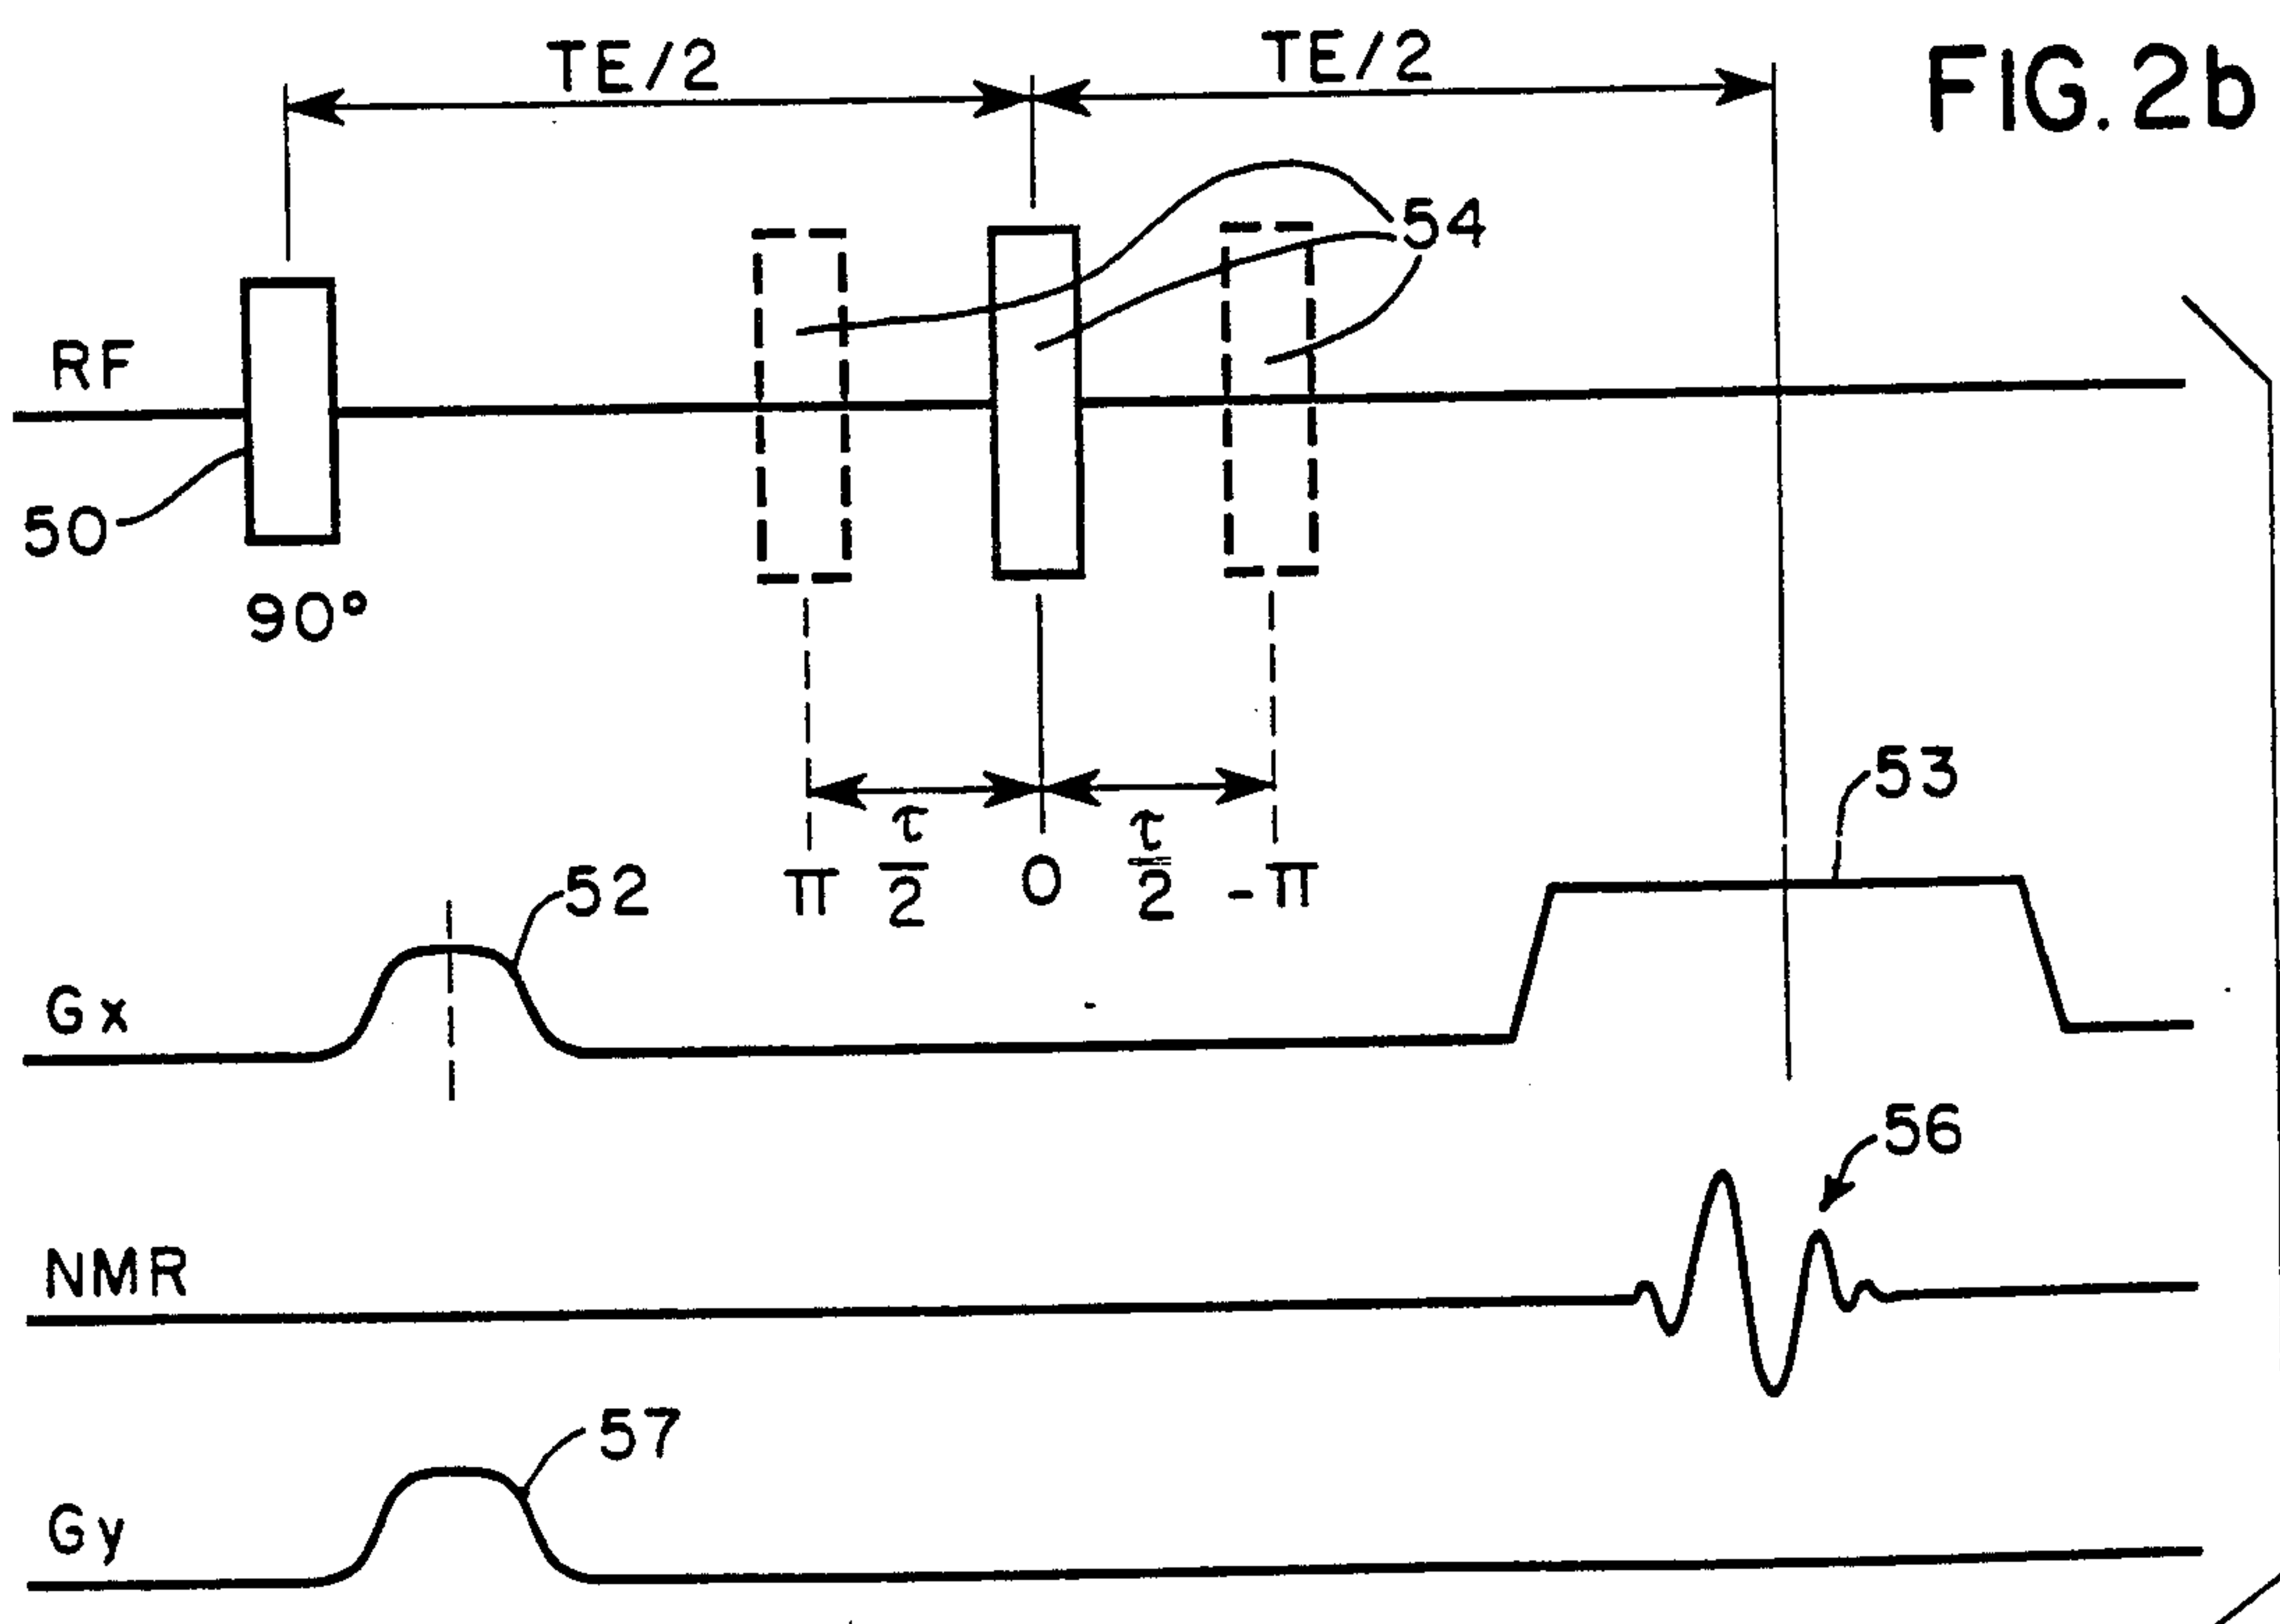 TE/2
TE/2
FIG. 2b
54
RF
50
90°
53
π τ/2 0 τ/2 -π
52
Gx
56
NMR
57
Gy